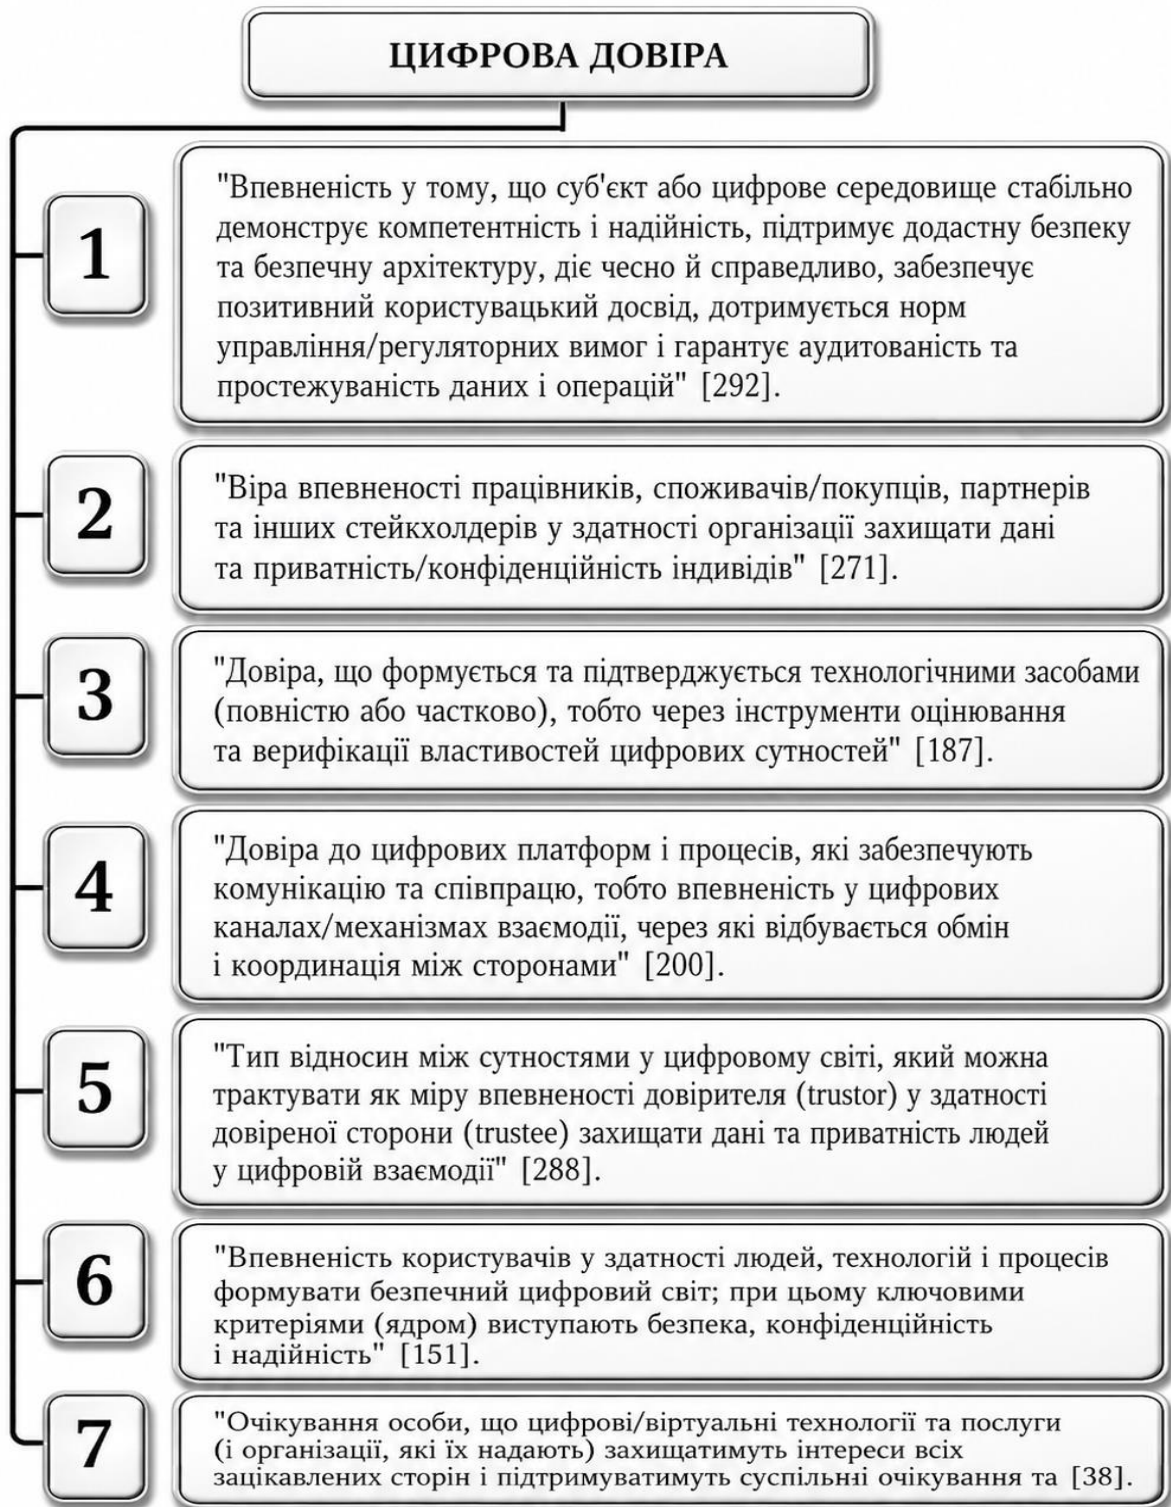 ЦИФРОВА ДОВІРА
1
"Впевненість у тому, що суб'єкт або цифрове середовище стабільно
демонструє компетентність і надійність, підтримує додастну безпеку
та безпечну архітектуру, діє чесно й справедливо, забезпечує
позитивний користувацький досвід, дотримується норм
управління/регуляторних вимог і гарантує аудитованість та
простежуваність даних і операцій" [292].
2
"Віра впевненості працівників, споживачів/покупців, партнерів
та інших стейкхолдерів у здатності організації захищати дані
та приватність/конфіденційність індивідів" [271].
3
"Довіра, що формується та підтверджується технологічними засобами
(повністю або частково), тобто через інструменти оцінювання
та верифікації властивостей цифрових сутностей" [187].
4
"Довіра до цифрових платформ і процесів, які забезпечують
комунікацію та співпрацю, тобто впевненість у цифрових
каналах/механізмах взаємодії, через які відбувається обмін
і координація між сторонами" [200].
5
"Тип відносин між сутностями у цифровому світі, який можна
трактувати як міру впевненості довірителя (trustor) у здатності
довіреної сторони (trustee) захищати дані та приватність людей
у цифровій взаємодії" [288].
6
"Впевненість користувачів у здатності людей, технологій і процесів
формувати безпечний цифровий світ; при цьому ключовими
критеріями (ядром) виступають безпека, конфіденційність
і надійність" [151].
7
"Очікування особи, що цифрові/віртуальні технології та послуги
(і організації, які їх надають) захищатимуть інтереси всіх
зацікавлених сторін і підтримуватимуть суспільні очікування та [38].